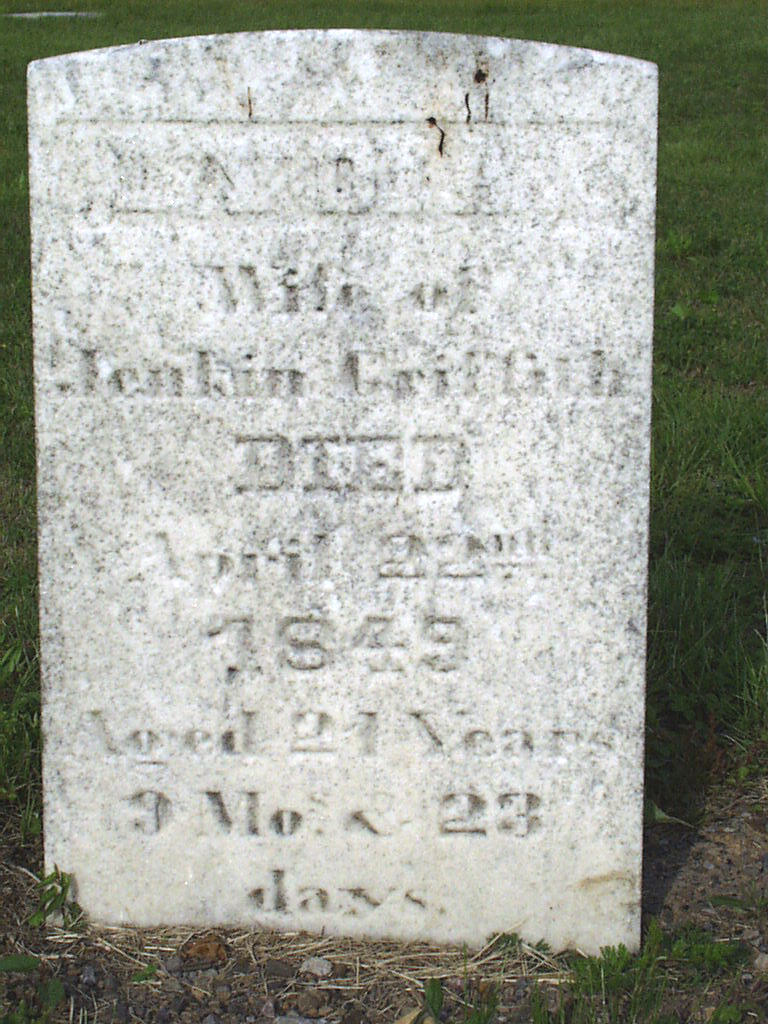 Wife of
Jenkin Griffith
DIED
April 22nd
1849
Aged 21 Years
9 Mo. & 23
days.